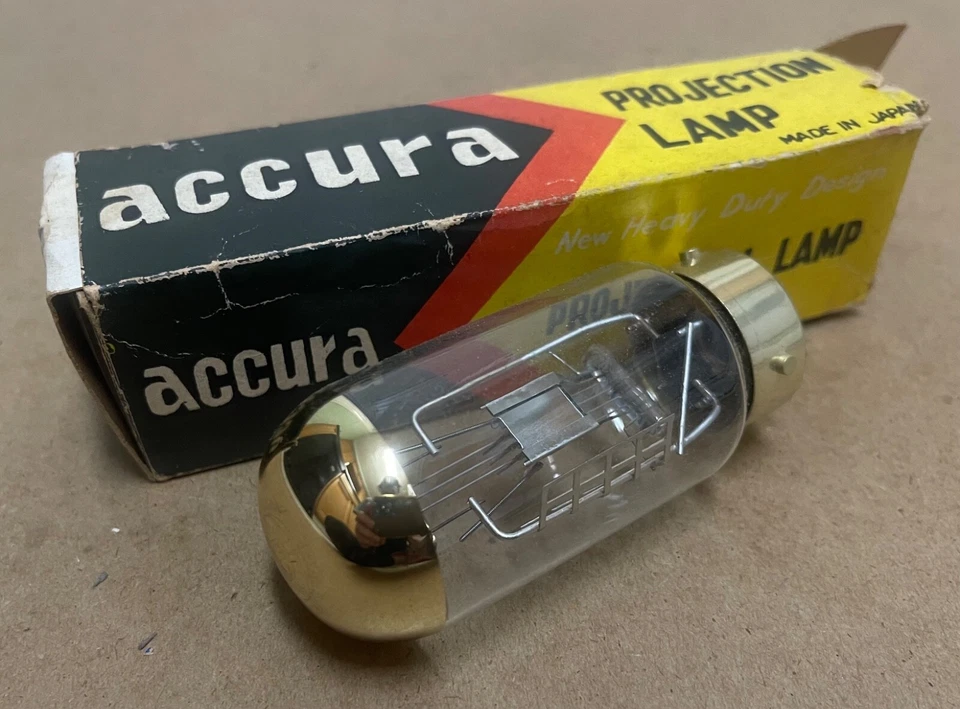 accura
PROJECTION
LAMP
MADE IN JAPAN
New Heavy Duty Design
LAMP
accura